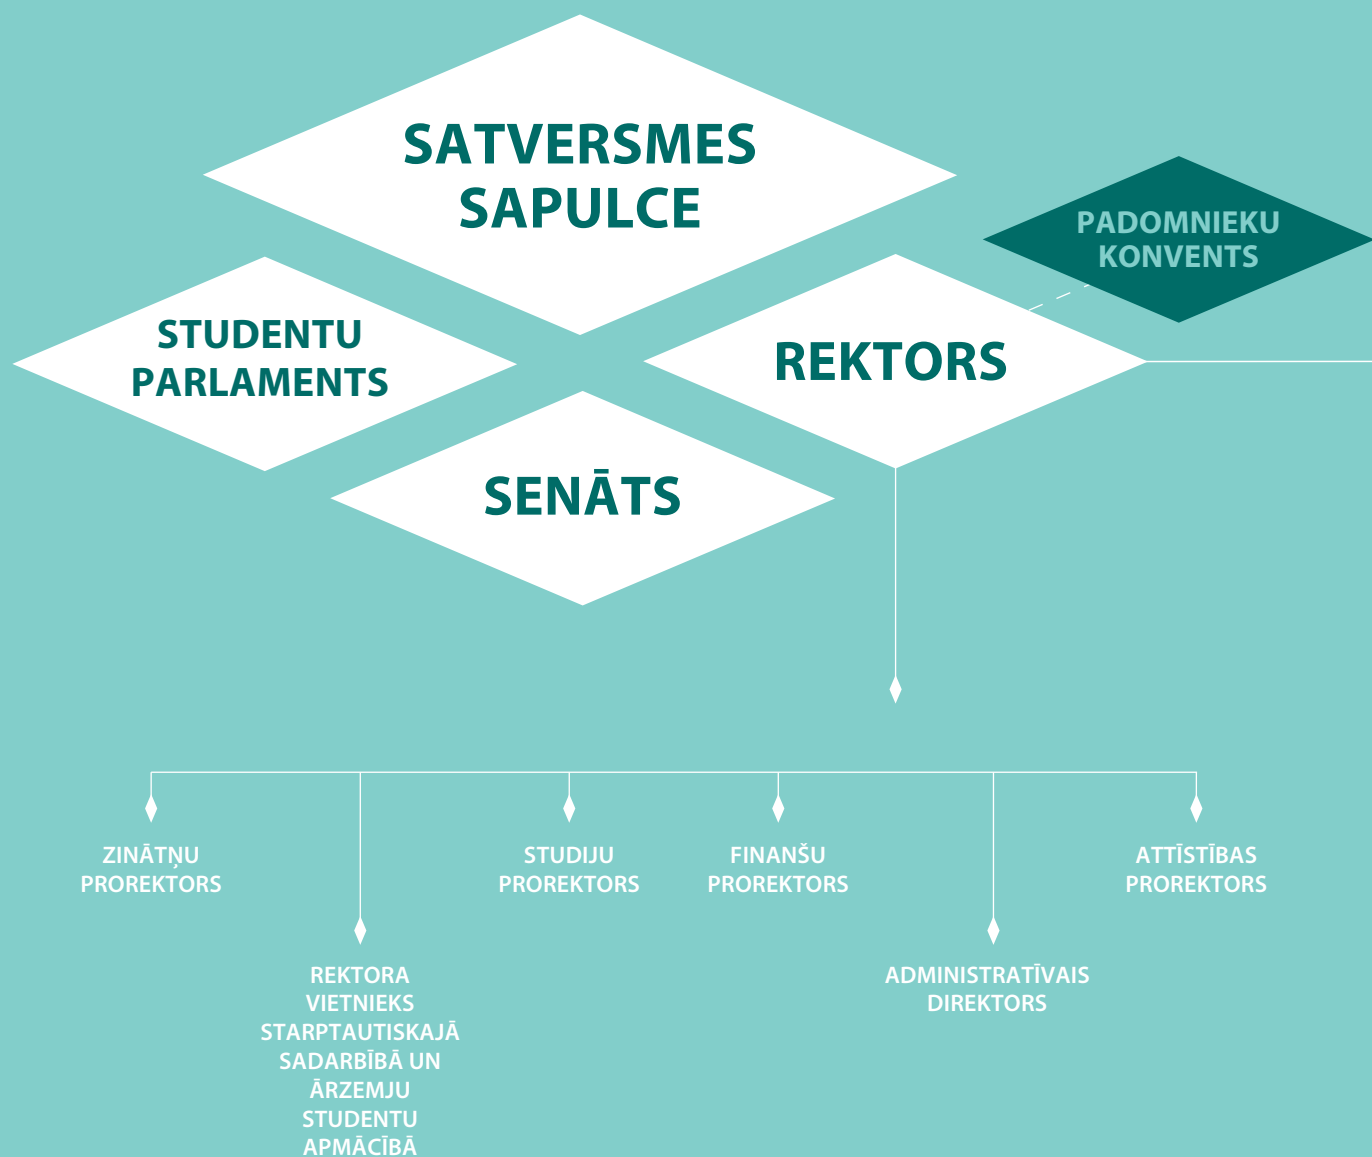 SATVERSMES
SAPULCE
PADOMNIEKU
KONVENTS
STUDENTU
PARLAMENTS
REKTORS
SENĀTS
ZINĀTŅU
PROREKTORS
STUDIJU
PROREKTORS
FINANŠU
PROREKTORS
ATTĪSTĪBAS
PROREKTORS
REKTORA
VIETNIEKS
STARPTAUTISKAJĀ
SADARBĪBĀ UN
ĀRZEMJU
STUDENTU
APMĀCĪBĀ
ADMINISTRATĪVAIS
DIREKTORS